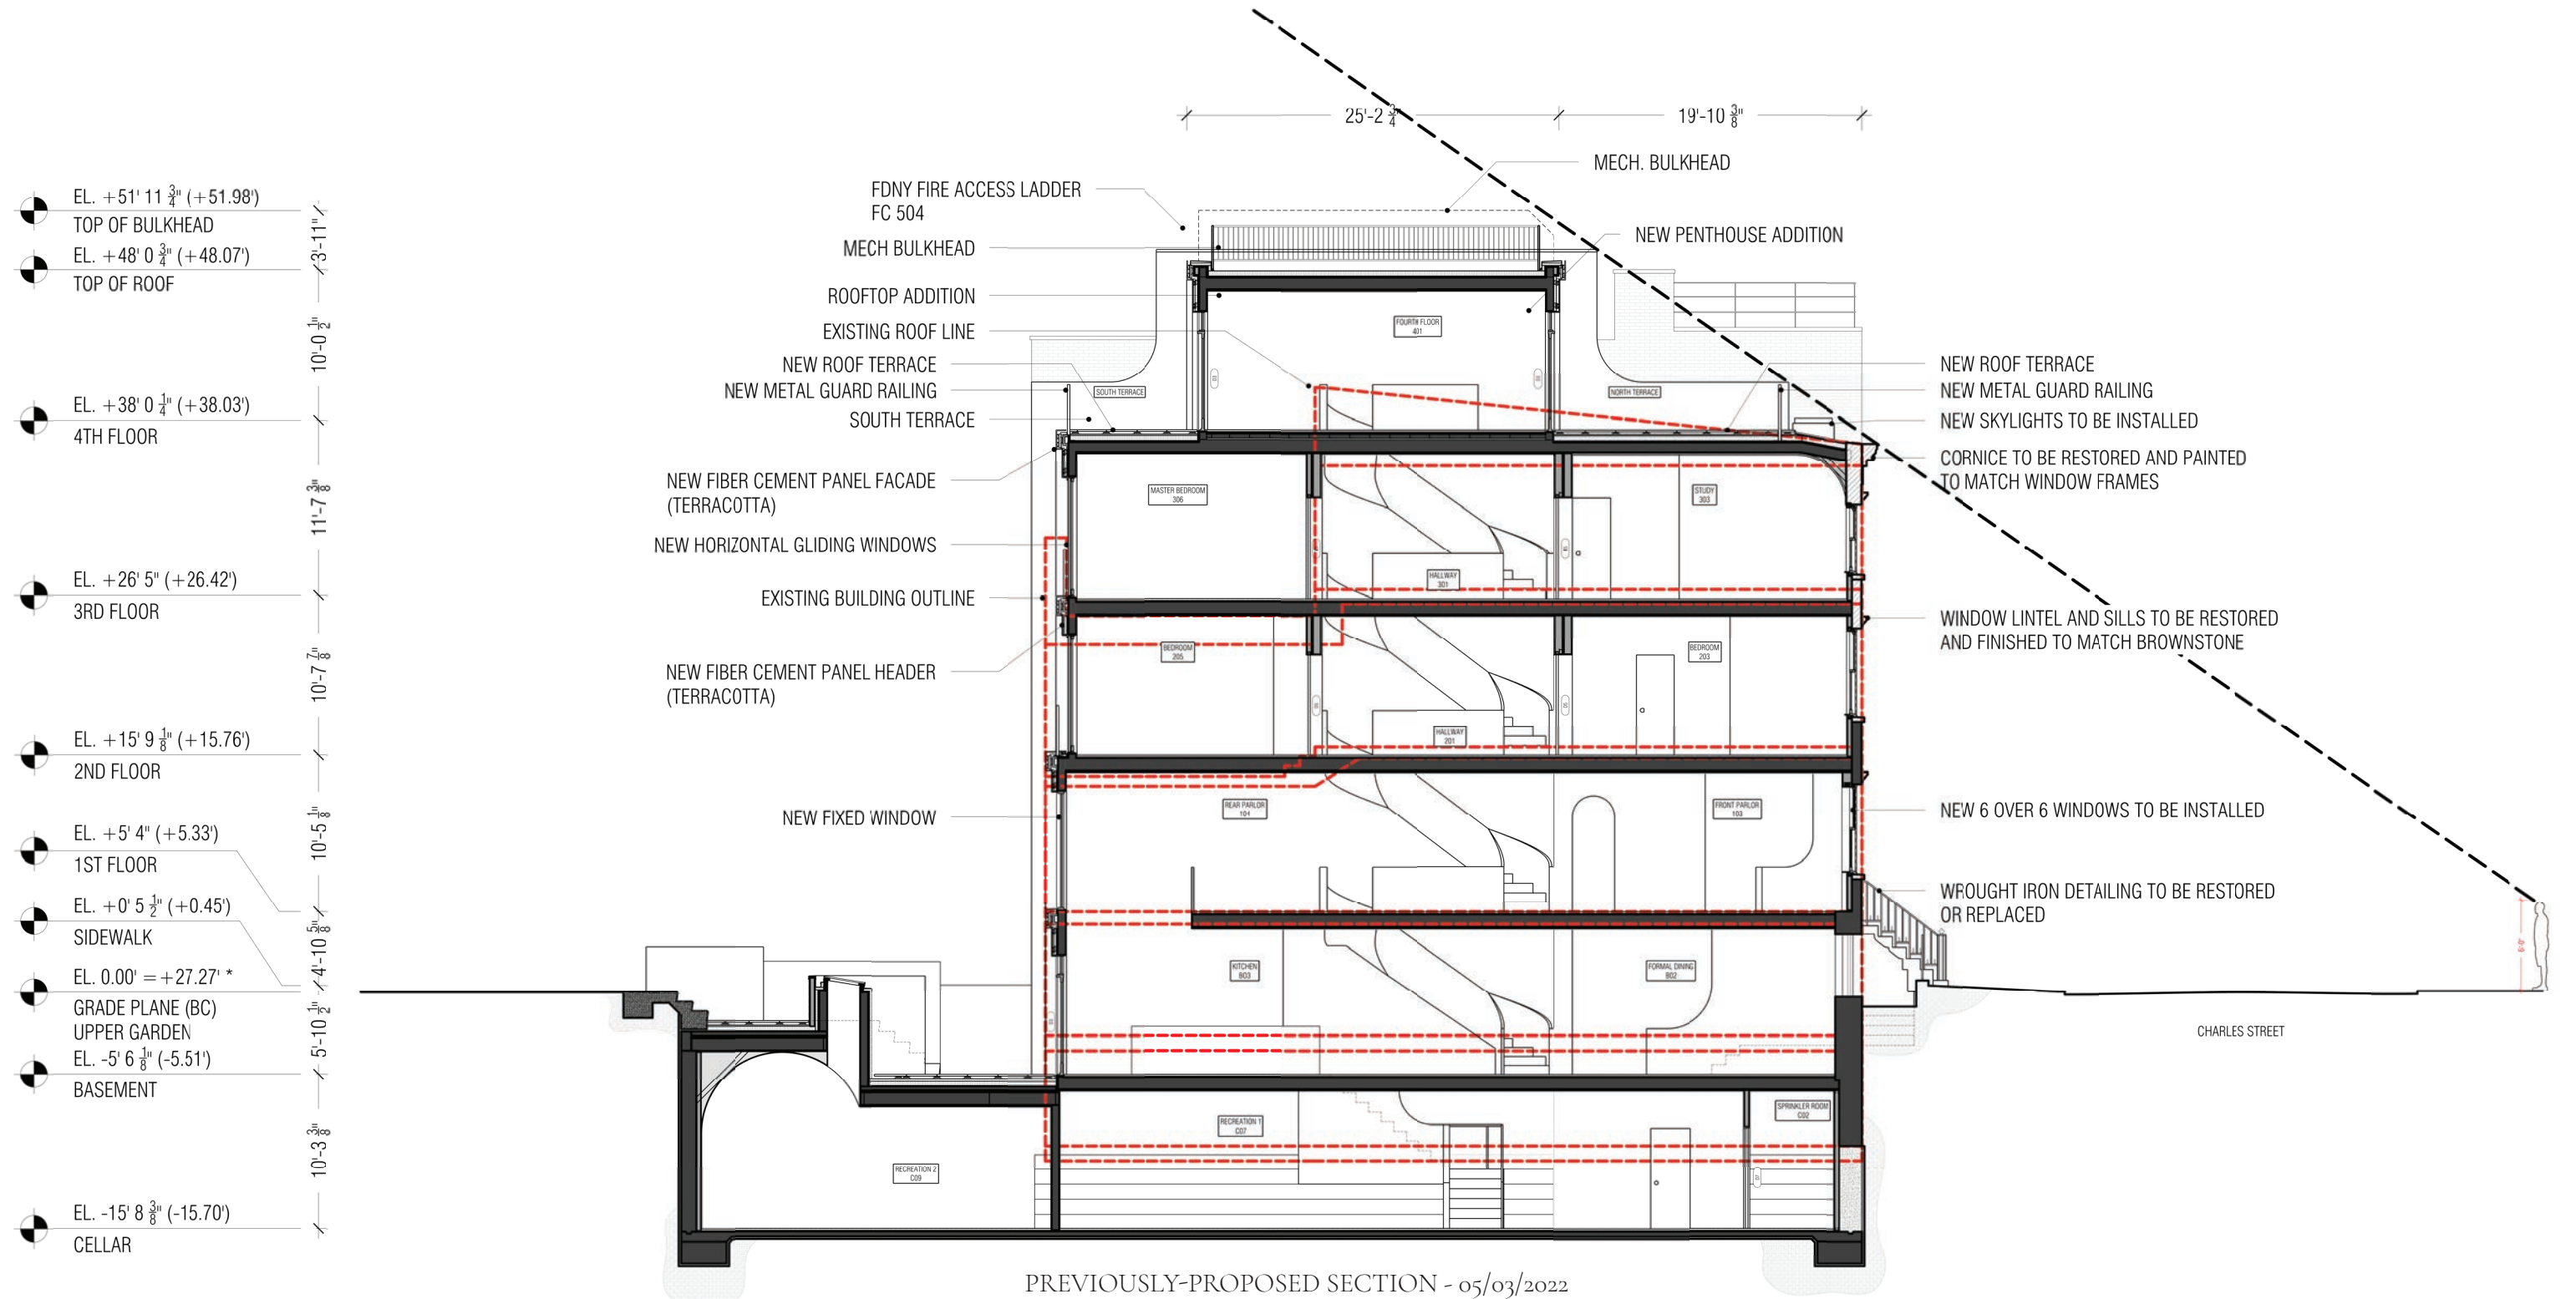 25'-2 3/4"
19'-10 3/8"
MECH. BULKHEAD
NEW PENTHOUSE ADDITION
EL. +51' 11 3/4" (+51.98')
TOP OF BULKHEAD
EL. +48' 0 3/4" (+48.07')
TOP OF ROOF
EL. +38' 0 1/4" (+38.03')
4TH FLOOR
EL. +26' 5" (+26.42')
3RD FLOOR
EL. +15' 9 1/8" (+15.76')
2ND FLOOR
EL. +5' 4" (+5.33')
1ST FLOOR
EL. +0' 5 1/2" (+0.45')
SIDEWALK
EL. 0.00' = +27.27' *
GRADE PLANE (BC)
UPPER GARDEN
EL. -5' 6 1/8" (-5.51')
BASEMENT
EL. -15' 8 3/8" (-15.70')
CELLAR
3'-11"
10'-0 1/2"
11'-7 3/8"
10'-7 7/8"
10'-5 1/8"
4'-10 5/8"
5'-10 1/2"
10'-3 3/8"
FDNY FIRE ACCESS LADDER
FC 504
MECH BULKHEAD
ROOFTOP ADDITION
EXISTING ROOF LINE
NEW ROOF TERRACE
NEW METAL GUARD RAILING
SOUTH TERRACE
NEW FIBER CEMENT PANEL FACADE
(TERRACOTTA)
NEW HORIZONTAL GLIDING WINDOWS
EXISTING BUILDING OUTLINE
NEW FIBER CEMENT PANEL HEADER
(TERRACOTTA)
NEW FIXED WINDOW
FOURTH FLOOR
401
SOUTH TERRACE
NORTH TERRACE
MASTER BEDROOM
306
STUDY
303
HALLWAY
301
BEDROOM
205
BEDROOM
203
HALLWAY
201
REAR PARLOR
104
FRONT PARLOR
103
KITCHEN
B03
FORMAL DINING
B02
RECREATION 1
C07
SPRINKLER ROOM
C02
RECREATION 2
C09
NEW ROOF TERRACE
NEW METAL GUARD RAILING
NEW SKYLIGHTS TO BE INSTALLED
CORNICE TO BE RESTORED AND PAINTED
TO MATCH WINDOW FRAMES
WINDOW LINTEL AND SILLS TO BE RESTORED
AND FINISHED TO MATCH BROWNSTONE
NEW 6 OVER 6 WINDOWS TO BE INSTALLED
WROUGHT IRON DETAILING TO BE RESTORED
OR REPLACED
CHARLES STREET
PREVIOUSLY-PROPOSED SECTION - 05/03/2022